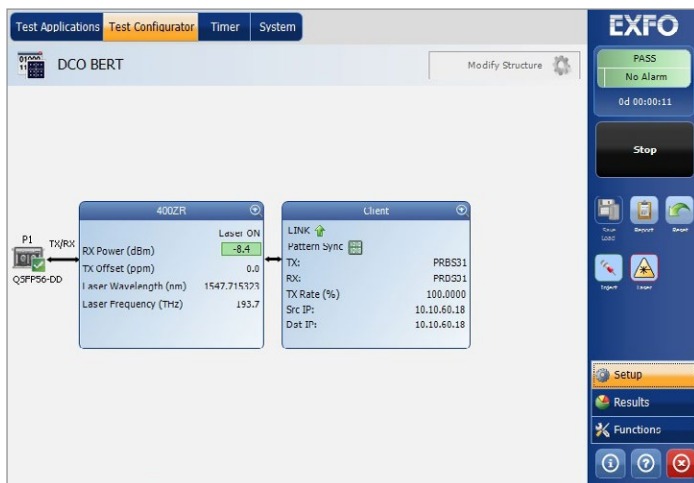 Test Applications
Test Configurator
Timer
System
EXFO
DCO BERT
Modify Structure
PASS
No Alarm
0d 00:00:11
Stop
Save
Load
Report
Reset
Inject
Laser
P1
TX/RX
QSFP56-DD
400ZR
Laser ON
RX Power (dBm) -8.4
TX Offset (ppm) 0.0
Laser Wavelength (nm) 1547.715323
Laser Frequency (THz) 193.7
Client
LINK
Pattern Sync
TX: PRBS31
RX: PRBS31
TX Rate (%) 100.0000
Src IP: 10.10.60.18
Dst IP: 10.10.60.18
Setup
Results
Functions